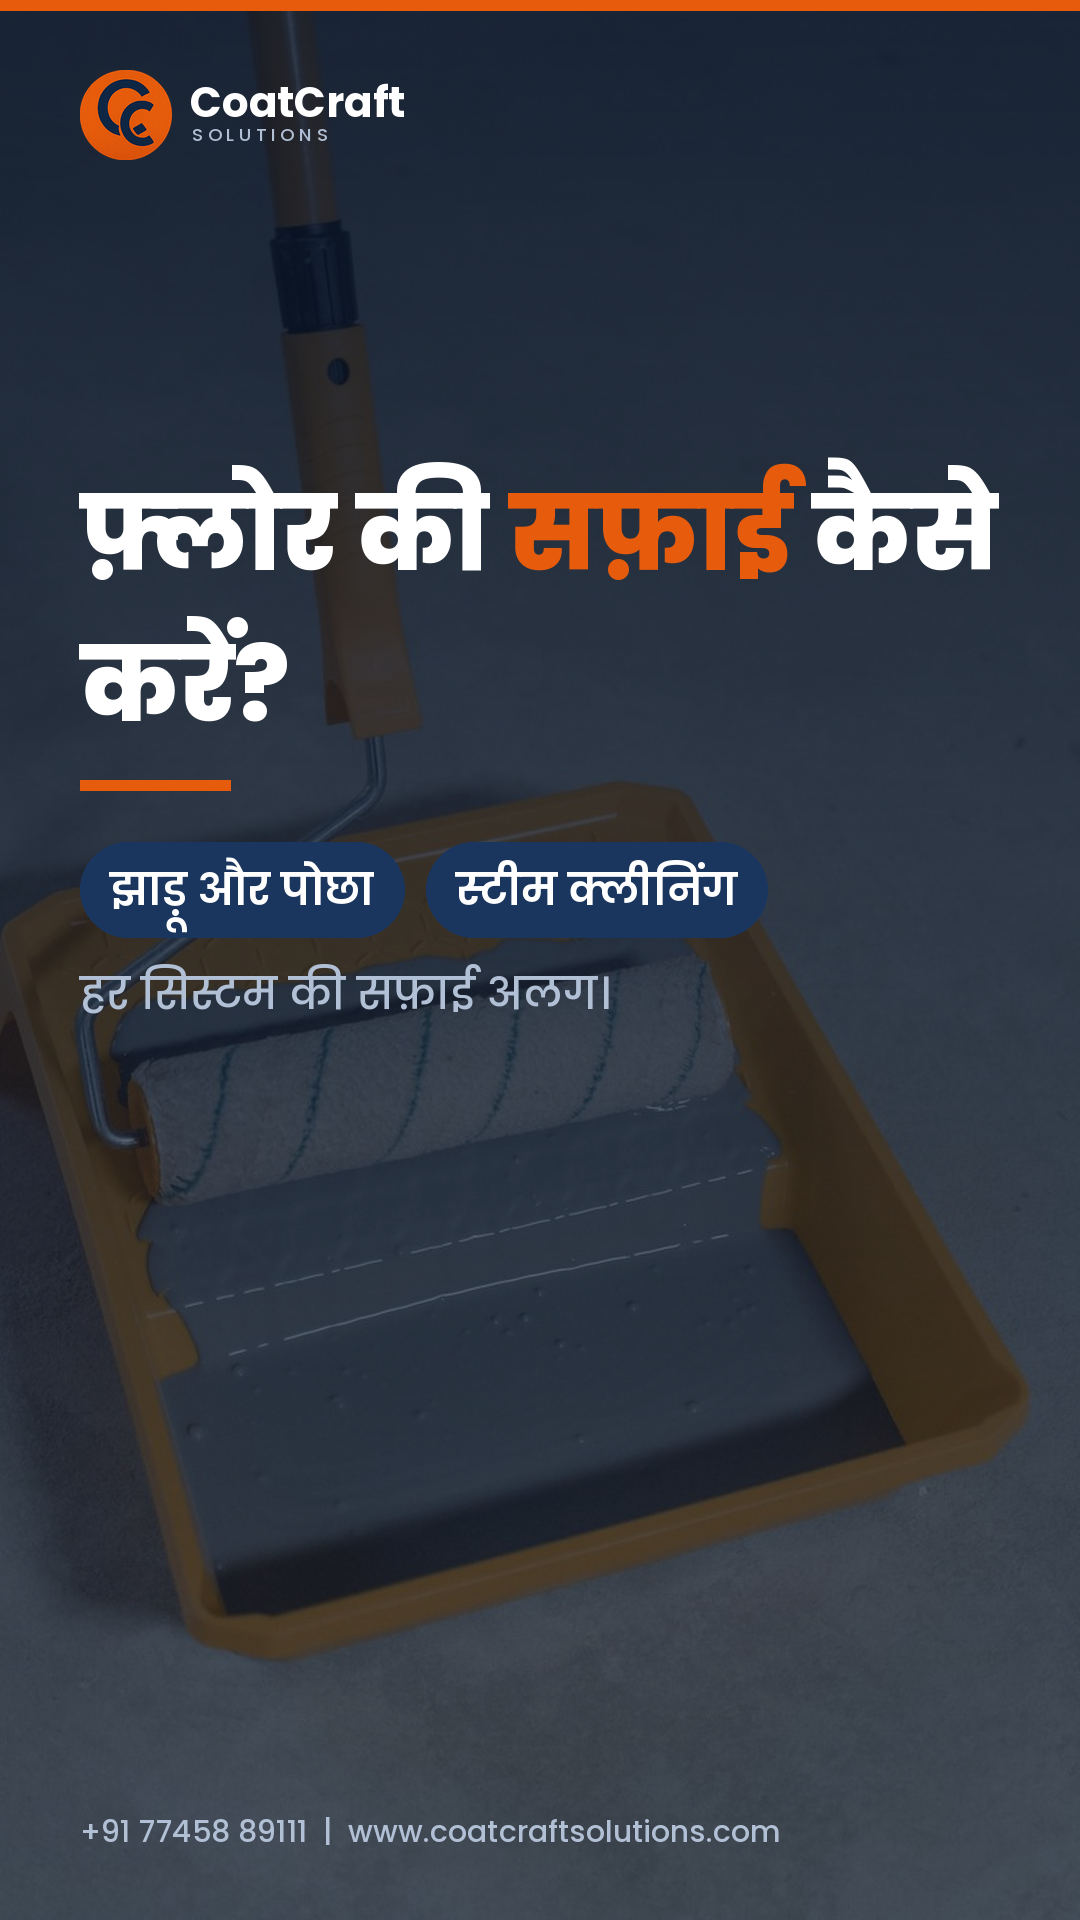 CoatCraft
SOLUTIONS
फ़्लोर की सफ़ाई कैसे
करें?
झाड़ू और पोछा
स्टीम क्लीनिंग
हर सिस्टम की सफ़ाई अलग।
+91 77458 89111 | www.coatcraftsolutions.com